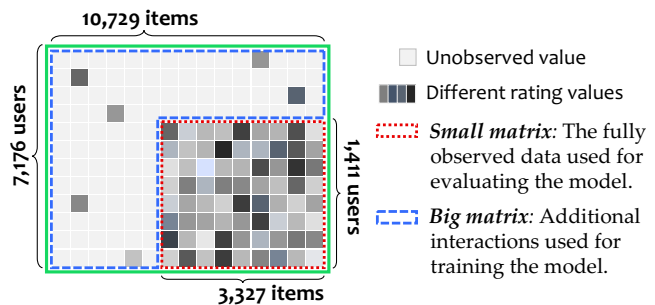 10,729 items
7,176 users
1,411 users
3,327 items
Unobserved value
Different rating values
Small matrix: The fully
observed data used for
evaluating the model.
Big matrix: Additional
interactions used for
training the model.